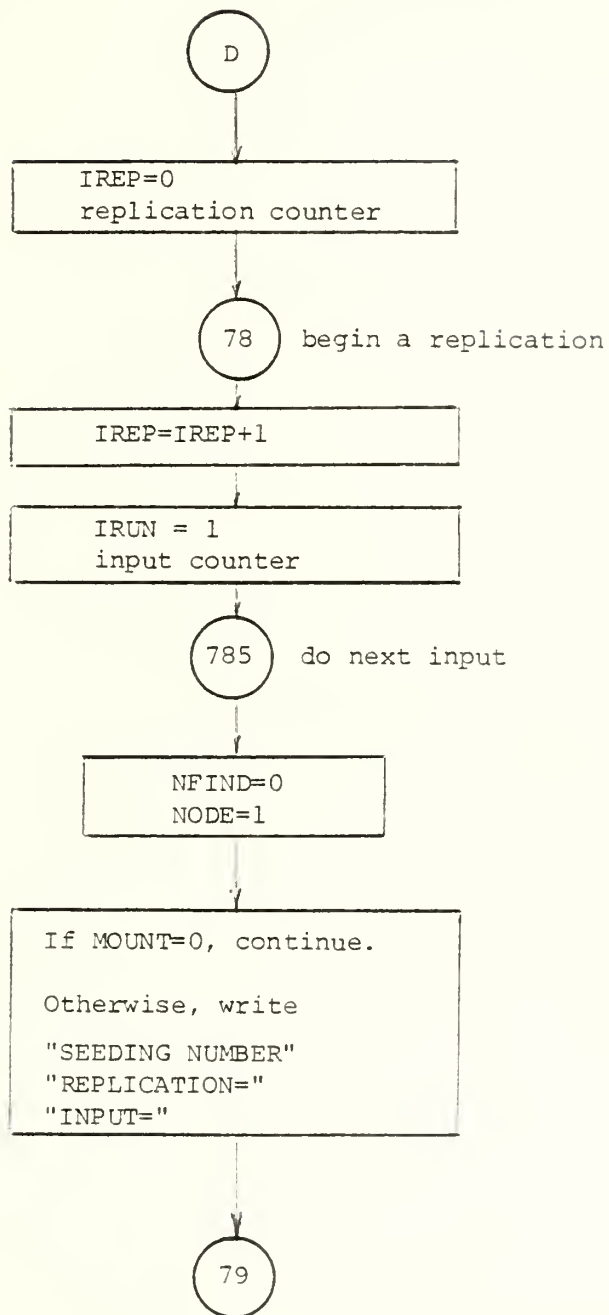 D
IREP=0
replication counter
78 begin a replication
IREP=IREP+1
IRUN = 1
input counter
785 do next input
NFIND=0
NODE=1
If MOUNT=0, continue.
Otherwise, write
"SEEDING NUMBER"
"REPLICATION="
"INPUT="
79